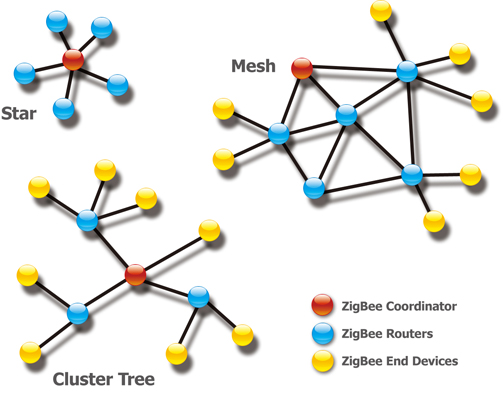 Star
Mesh
Cluster Tree
ZigBee Coordinator
ZigBee Routers
ZigBee End Devices